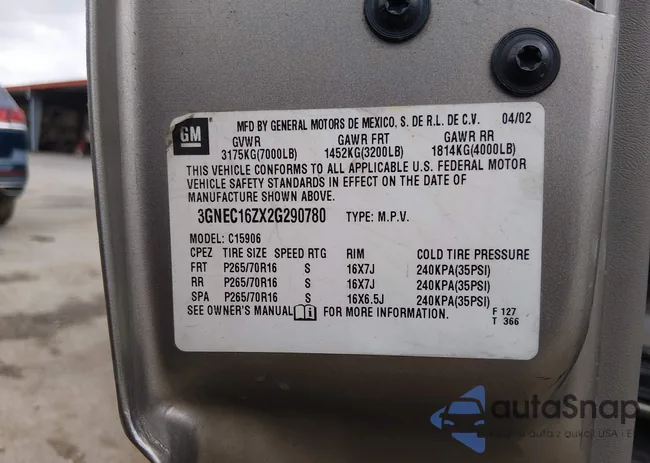 GM
MFD BY GENERAL MOTORS DE MEXICO, S. DE R.L. DE C.V. 04/02
GVWR GAWR FRT GAWR RR
3175KG(7000LB) 1452KG(3200LB) 1814KG(4000LB)
THIS VEHICLE CONFORMS TO ALL APPLICABLE U.S. FEDERAL MOTOR
VEHICLE SAFETY STANDARDS IN EFFECT ON THE DATE OF
MANUFACTURE SHOWN ABOVE.
3GNEC16ZX2G290780 TYPE: M.P.V.
MODEL: C15906
CPEZ TIRE SIZE SPEED RTG RIM COLD TIRE PRESSURE
FRT P265/70R16 S 16X7J 240KPA(35PSI)
RR P265/70R16 S 16X7J 240KPA(35PSI)
SPA P265/70R16 S 16X6.5J 240KPA(35PSI)
SEE OWNER'S MANUAL FOR MORE INFORMATION.
F 127
T 366
autaSnap
auta z aukcji USA i